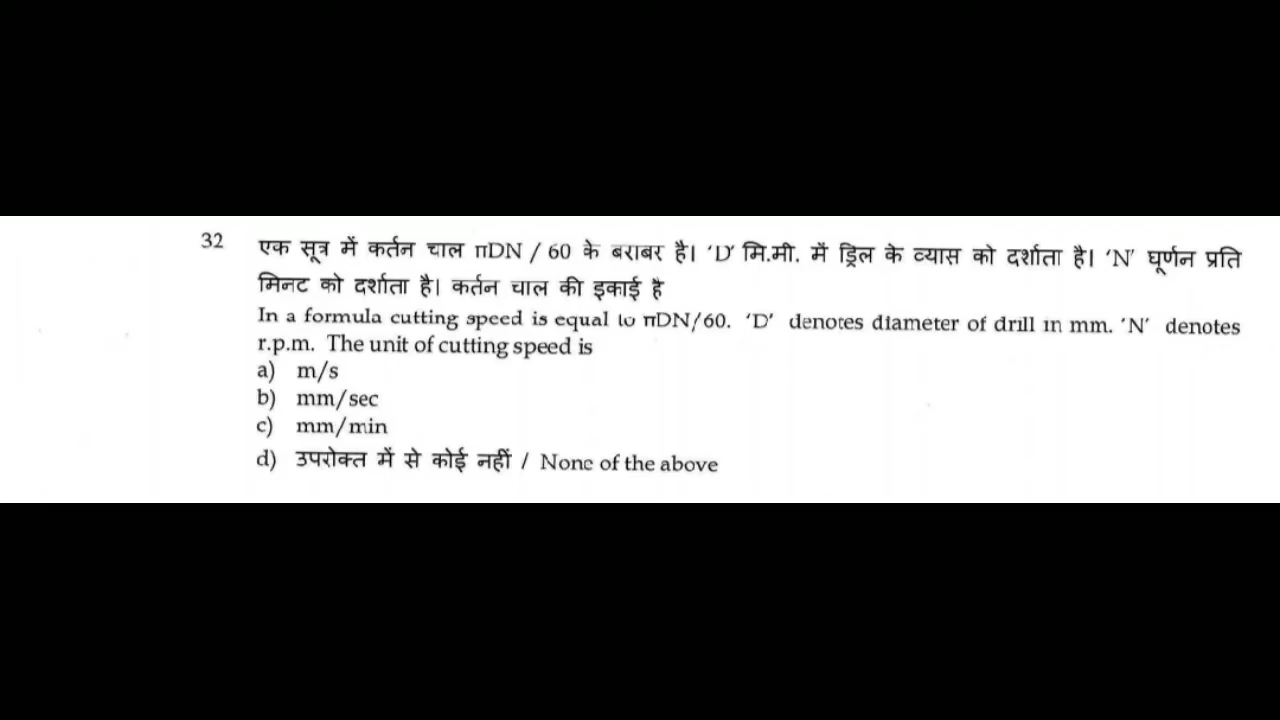 32 एक सूत्र में कर्तन चाल πDN / 60 के बराबर है। 'D' मि.मी. में ड्रिल के व्यास को दर्शाता है। 'N' घूर्णन प्रति
मिनट को दर्शाता है। कर्तन चाल की इकाई है
In a formula cutting speed is equal to πDN/60. 'D' denotes diameter of drill in mm. 'N' denotes
r.p.m. The unit of cutting speed is
a) m/s
b) mm/sec
c) mm/min
d) उपरोक्त में से कोई नहीं / None of the above